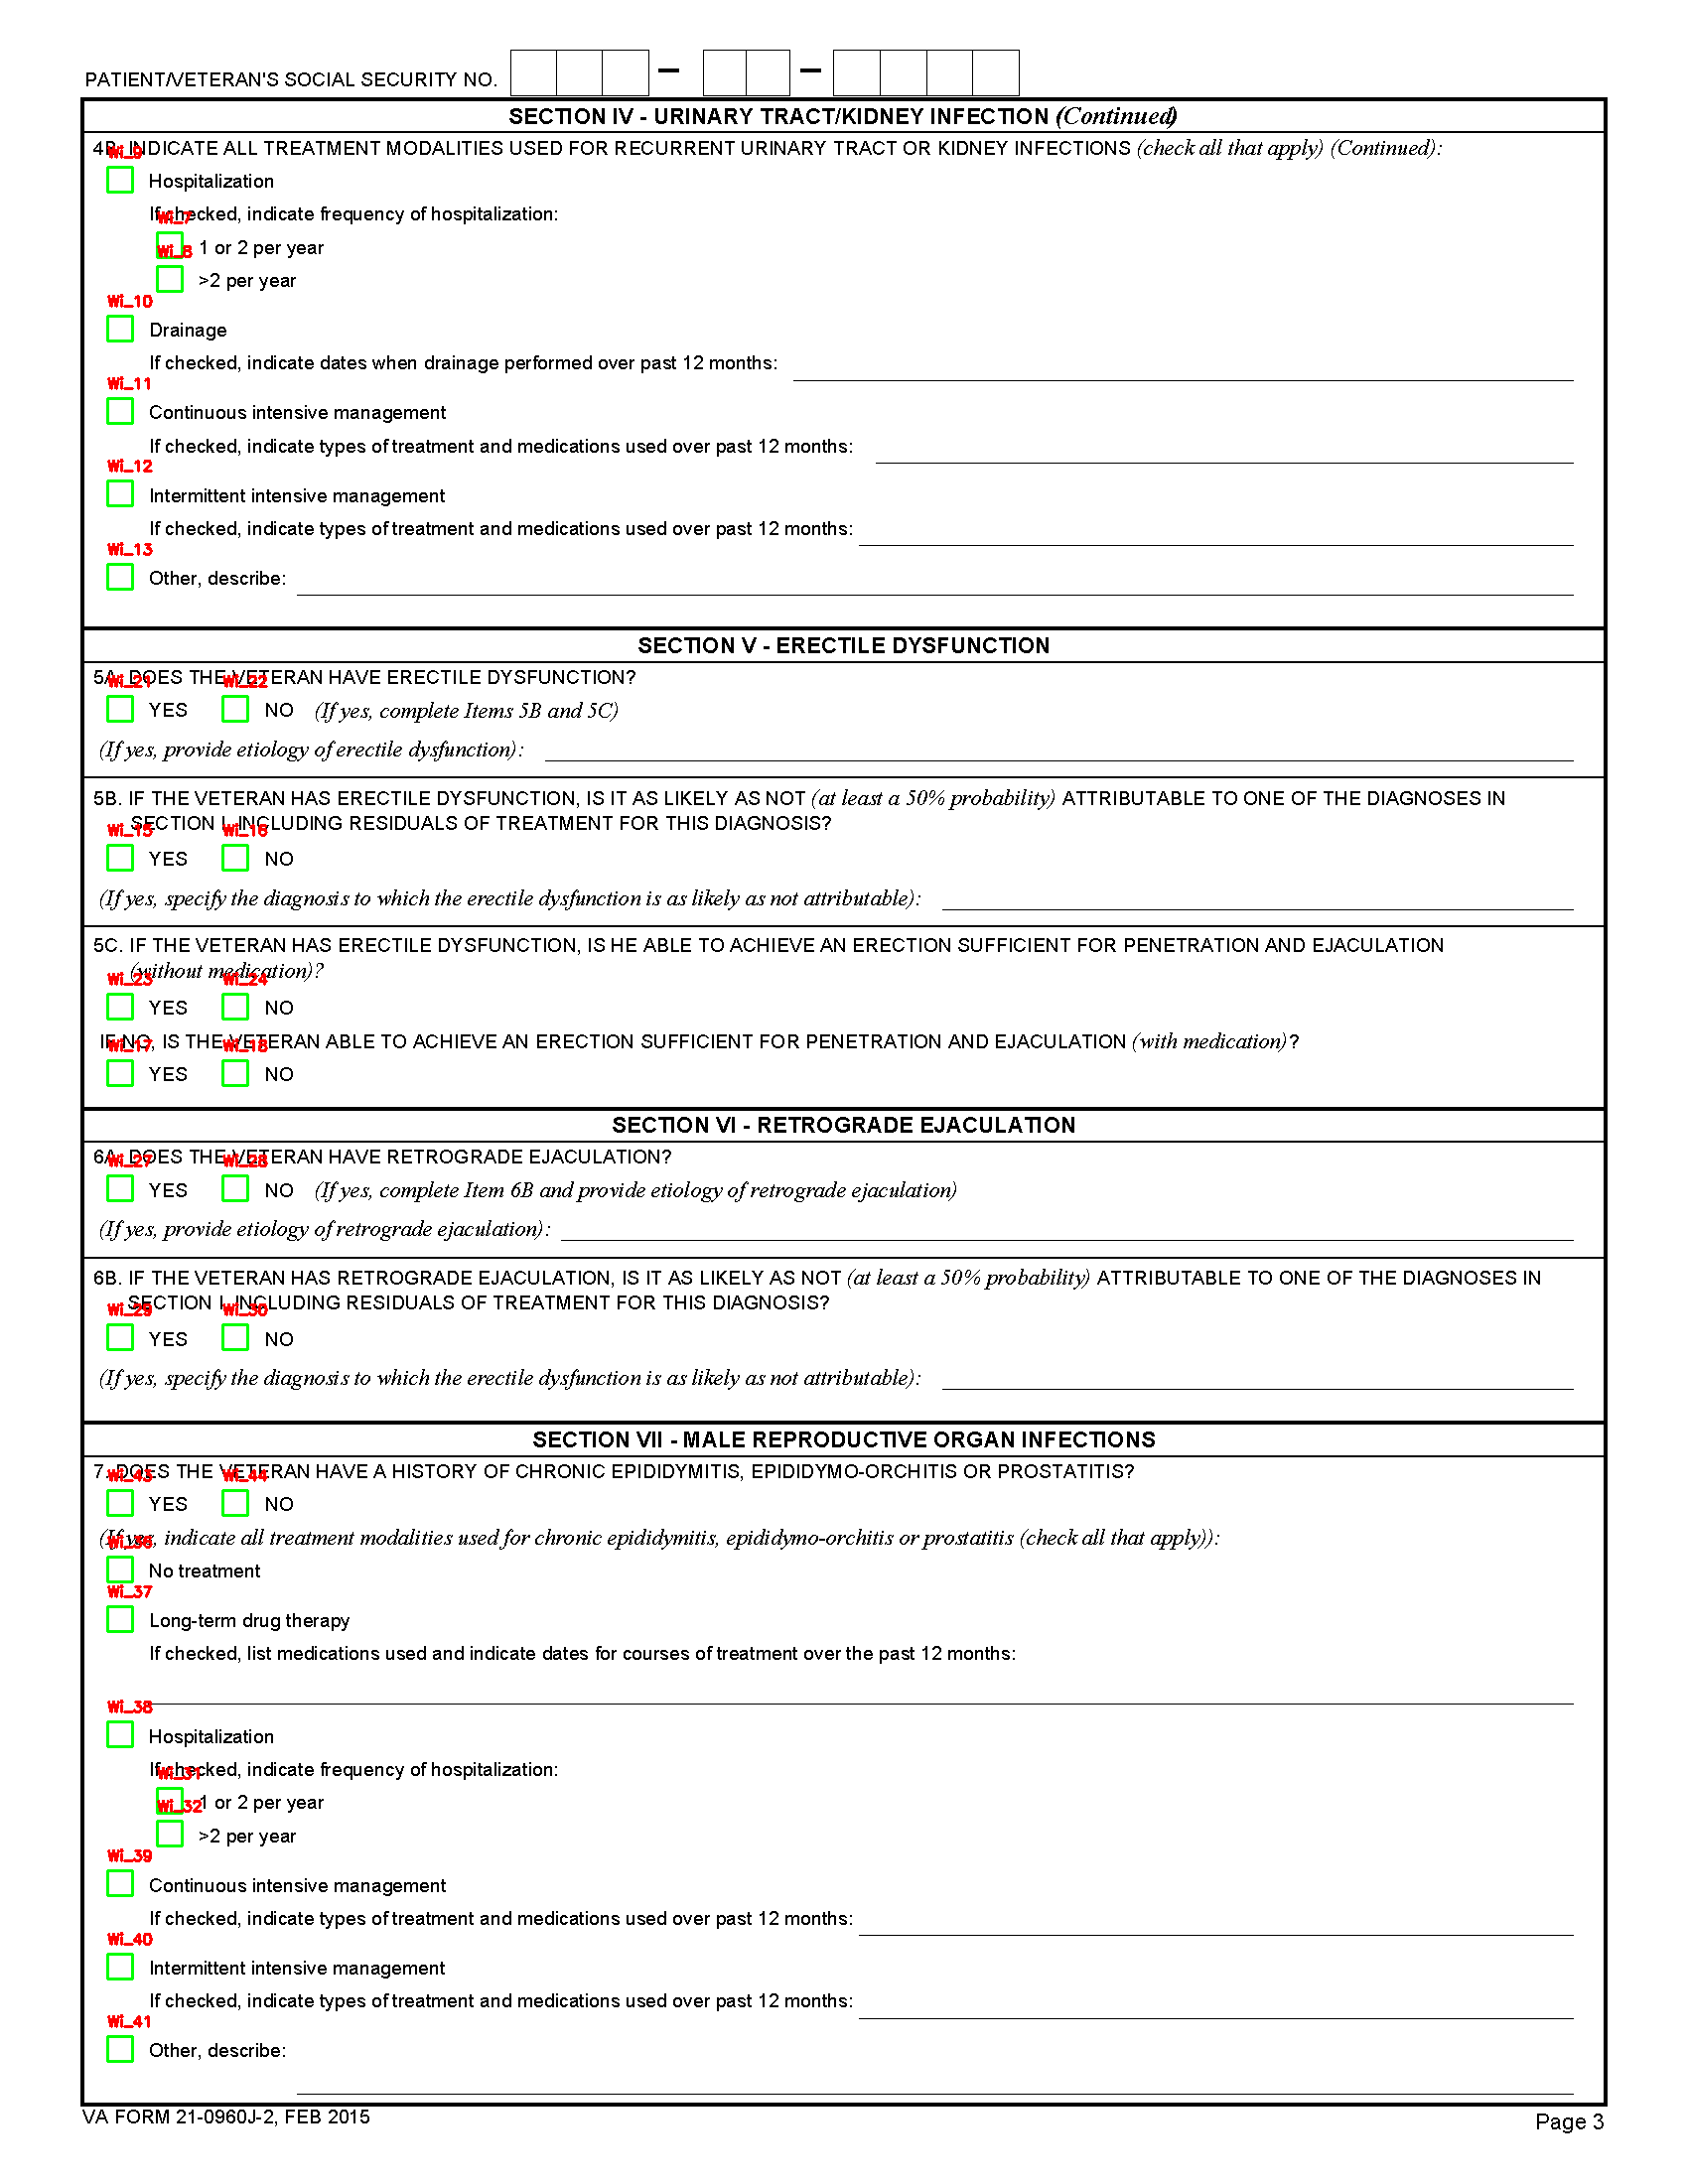 PATIENT/VETERAN'S SOCIAL SECURITY NO.
SECTION IV - URINARY TRACT/KIDNEY INFECTION (Continued)
4B. INDICATE ALL TREATMENT MODALITIES USED FOR RECURRENT URINARY TRACT OR KIDNEY INFECTIONS (check all that apply) (Continued):
Wi_9
Hospitalization
If checked, indicate frequency of hospitalization:
Wi_7
1 or 2 per year
Wi_8
>2 per year
Wi_10
Drainage
If checked, indicate dates when drainage performed over past 12 months:
Wi_11
Continuous intensive management
If checked, indicate types of treatment and medications used over past 12 months:
Wi_12
Intermittent intensive management
If checked, indicate types of treatment and medications used over past 12 months:
Wi_13
Other, describe:
SECTION V - ERECTILE DYSFUNCTION
5A. DOES THE VETERAN HAVE ERECTILE DYSFUNCTION?
Wi_21 Wi_22
YES NO (If yes, complete Items 5B and 5C)
(If yes, provide etiology of erectile dysfunction):
5B. IF THE VETERAN HAS ERECTILE DYSFUNCTION, IS IT AS LIKELY AS NOT (at least a 50% probability) ATTRIBUTABLE TO ONE OF THE DIAGNOSES IN
SECTION I, INCLUDING RESIDUALS OF TREATMENT FOR THIS DIAGNOSIS?
Wi_15 Wi_16
YES NO
(If yes, specify the diagnosis to which the erectile dysfunction is as likely as not attributable):
5C. IF THE VETERAN HAS ERECTILE DYSFUNCTION, IS HE ABLE TO ACHIEVE AN ERECTION SUFFICIENT FOR PENETRATION AND EJACULATION
(without medication)?
Wi_23 Wi_24
YES NO
IF NO, IS THE VETERAN ABLE TO ACHIEVE AN ERECTION SUFFICIENT FOR PENETRATION AND EJACULATION (with medication)?
Wi_17 Wi_18
YES NO
SECTION VI - RETROGRADE EJACULATION
6A. DOES THE VETERAN HAVE RETROGRADE EJACULATION?
Wi_27 Wi_28
YES NO (If yes, complete Item 6B and provide etiology of retrograde ejaculation)
(If yes, provide etiology of retrograde ejaculation):
6B. IF THE VETERAN HAS RETROGRADE EJACULATION, IS IT AS LIKELY AS NOT (at least a 50% probability) ATTRIBUTABLE TO ONE OF THE DIAGNOSES IN
SECTION I, INCLUDING RESIDUALS OF TREATMENT FOR THIS DIAGNOSIS?
Wi_29 Wi_30
YES NO
(If yes, specify the diagnosis to which the erectile dysfunction is as likely as not attributable):
SECTION VII - MALE REPRODUCTIVE ORGAN INFECTIONS
7. DOES THE VETERAN HAVE A HISTORY OF CHRONIC EPIDIDYMITIS, EPIDIDYMO-ORCHITIS OR PROSTATITIS?
Wi_43 Wi_44
YES NO
(If yes, indicate all treatment modalities used for chronic epididymitis, epididymo-orchitis or prostatitis (check all that apply)):
Wi_36
No treatment
Wi_37
Long-term drug therapy
If checked, list medications used and indicate dates for courses of treatment over the past 12 months:
Wi_38
Hospitalization
If checked, indicate frequency of hospitalization:
Wi_31
1 or 2 per year
Wi_32
>2 per year
Wi_39
Continuous intensive management
If checked, indicate types of treatment and medications used over past 12 months:
Wi_40
Intermittent intensive management
If checked, indicate types of treatment and medications used over past 12 months:
Wi_41
Other, describe:
VA FORM 21-0960J-2, FEB 2015
Page 3